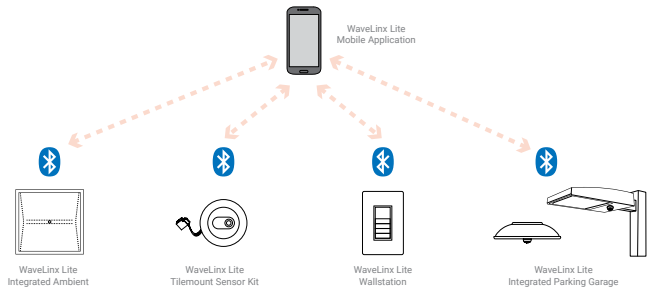 WaveLinx Lite
Mobile Application
WaveLinx Lite
Integrated Ambient
WaveLinx Lite
Tilemount Sensor Kit
WaveLinx Lite
Wallstation
WaveLinx Lite
Integrated Parking Garage